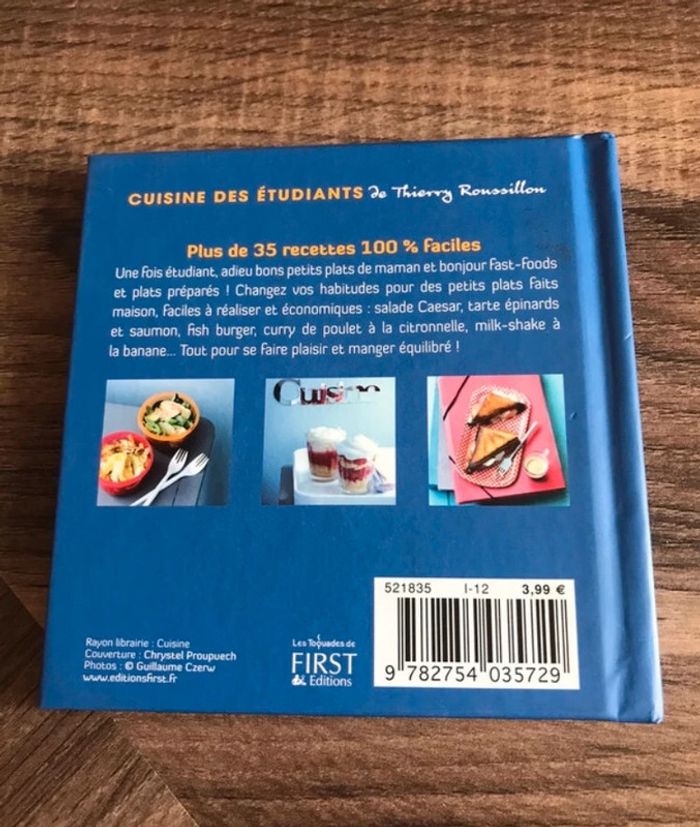 CUISINE DES ÉTUDIANTS de Thierry Roussillon
Plus de 35 recettes 100 % faciles
Une fois étudiant, adieu bons petits plats de maman et bonjour fast-foods
et plats préparés ! Changez vos habitudes pour des petits plats faits
maison, faciles à réaliser et économiques : salade Caesar, tarte épinards
et saumon, fish burger, curry de poulet à la citronnelle, milk-shake à
la banane... Tout pour se faire plaisir et manger équilibré !
Cuisine
521835 I-12 3,99 €
Rayon librairie : Cuisine
Couverture : Chrystel Proupuech
Photos : © Guillaume Czerw
www.editionsfirst.fr
Les Toquades de
FIRST
Editions
9 782754 035729